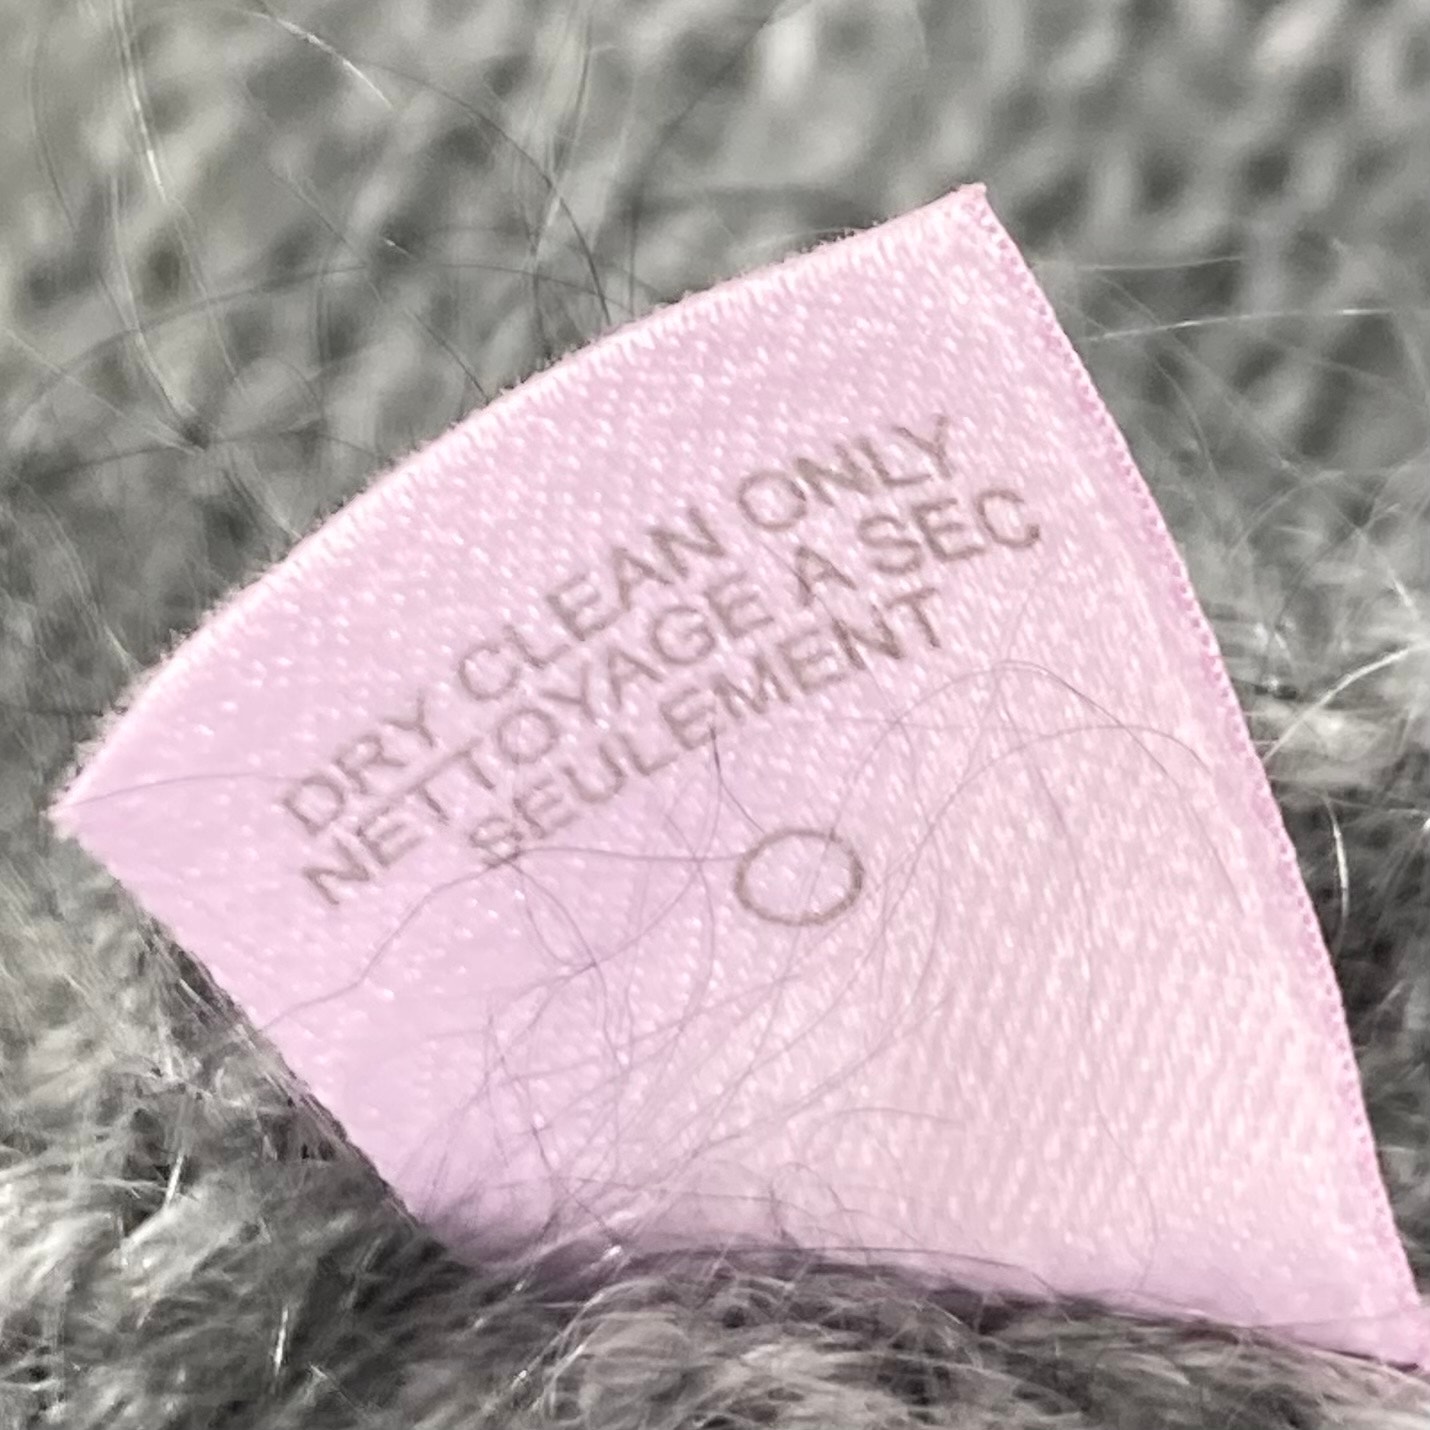 DRY CLEAN ONLY
NETTOYAGE A SEC
SEULEMENT